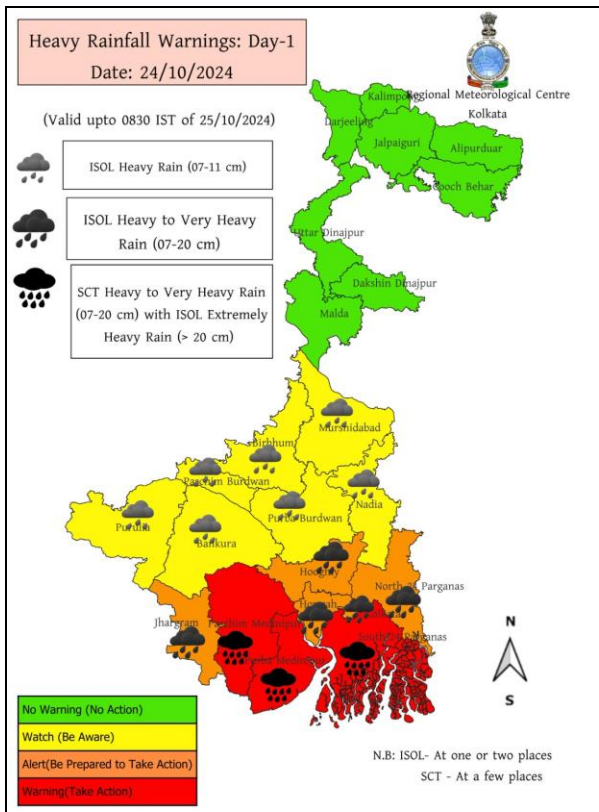 Heavy Rainfall Warnings: Day-1
Date: 24/10/2024
Regional Meteorological Centre
Kolkata
(Valid upto 0830 IST of 25/10/2024)
ISOL Heavy Rain (07-11 cm)
ISOL Heavy to Very Heavy
Rain (07-20 cm)
SCT Heavy to Very Heavy Rain
(07-20 cm) with ISOL Extremely
Heavy Rain (> 20 cm)
Kalimpong
Darjeeling
Jalpaiguri
Alipurduar
Cooch Behar
Uttar Dinajpur
Dakshin Dinajpur
Malda
Murshidabad
Birbhum
Paschim Burdwan
Nadia
Purba Burdwan
Purulia
Bankura
Hooghly
North 24 Parganas
Howrah
Jhargram
Paschim Medinipur
South 24 Parganas
Purba Medinipur
N
S
No Warning (No Action)
Watch (Be Aware)
Alert(Be Prepared to Take Action)
Warning(Take Action)
N.B: ISOL- At one or two places
SCT - At a few places